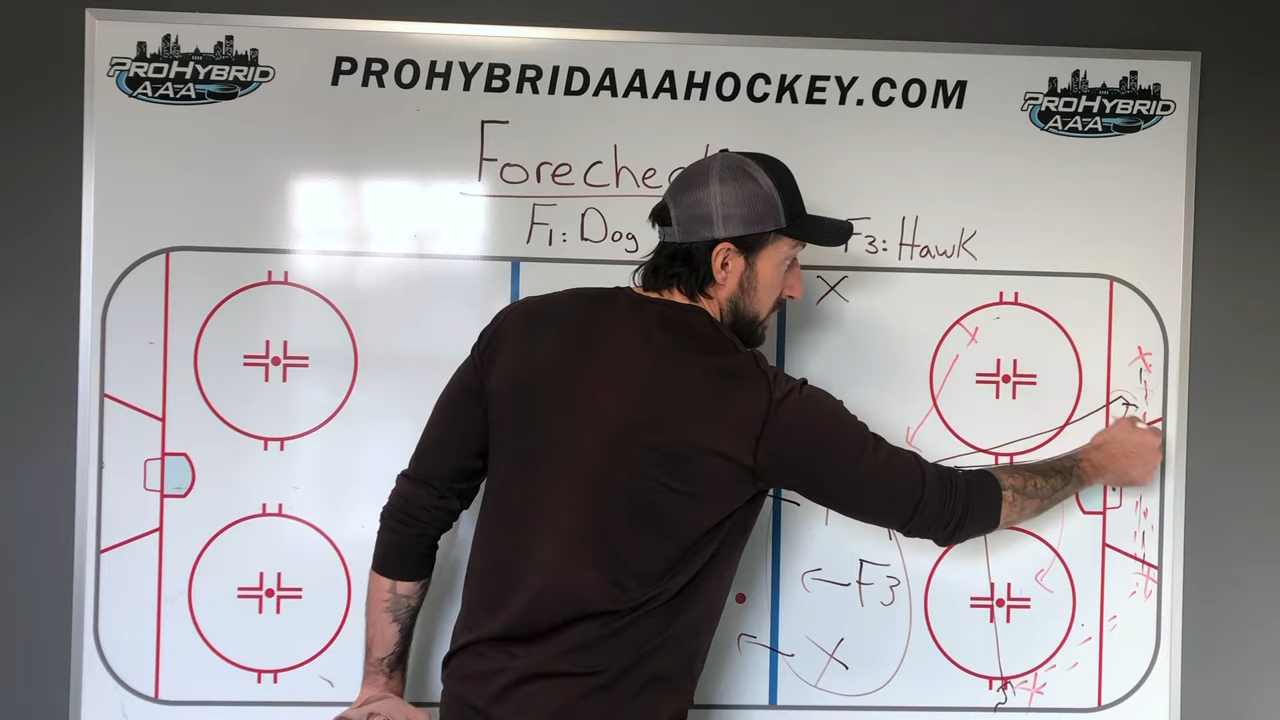 PROHYBRID
AAA
PROHYBRIDAAAHOCKEY.COM
PROHYBRID
AAA
F1: Dog
F3: Hawk
X
X
X
F3
X
X
X